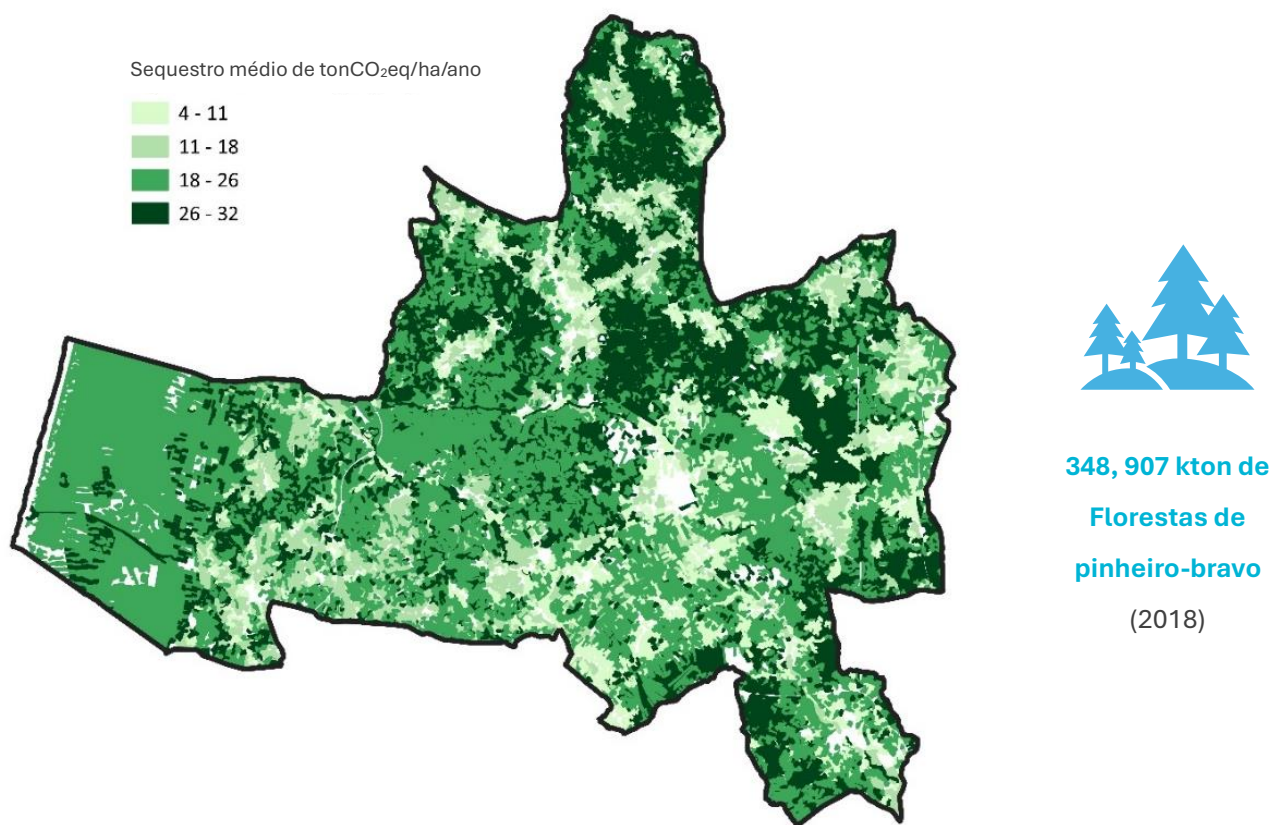 Sequestro médio de tonCO₂eq/ha/ano
4 - 11
11 - 18
18 - 26
26 - 32
348, 907 kton de
Florestas de
pinheiro-bravo
(2018)